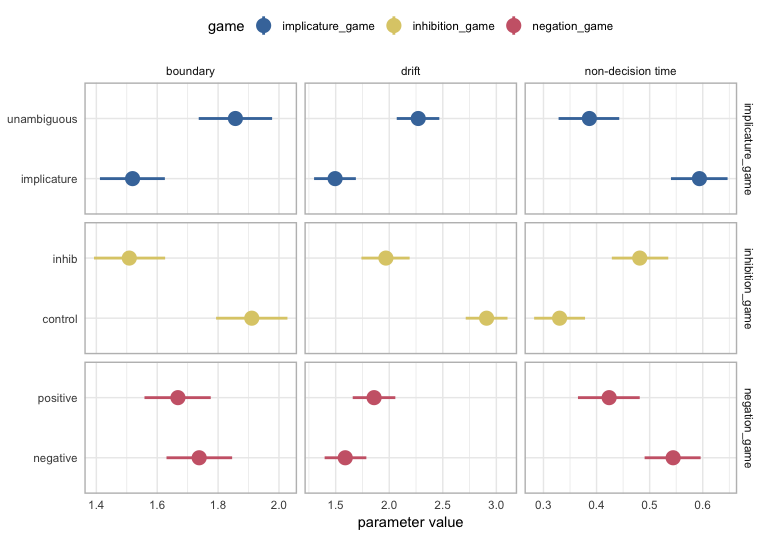 game implicature_game inhibition_game negation_game
boundary drift non-decision time
unambiguous
implicature
implicature_game
inhib
control
inhibition_game
positive
negative
negation_game
1.4 1.6 1.8 2.0 1.5 2.0 2.5 3.0 0.3 0.4 0.5 0.6
parameter value